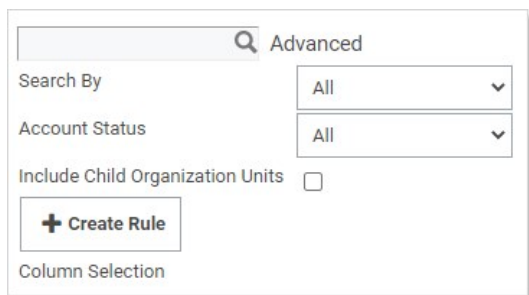 Advanced
Search By All
Account Status All
Include Child Organization Units
Create Rule
Column Selection